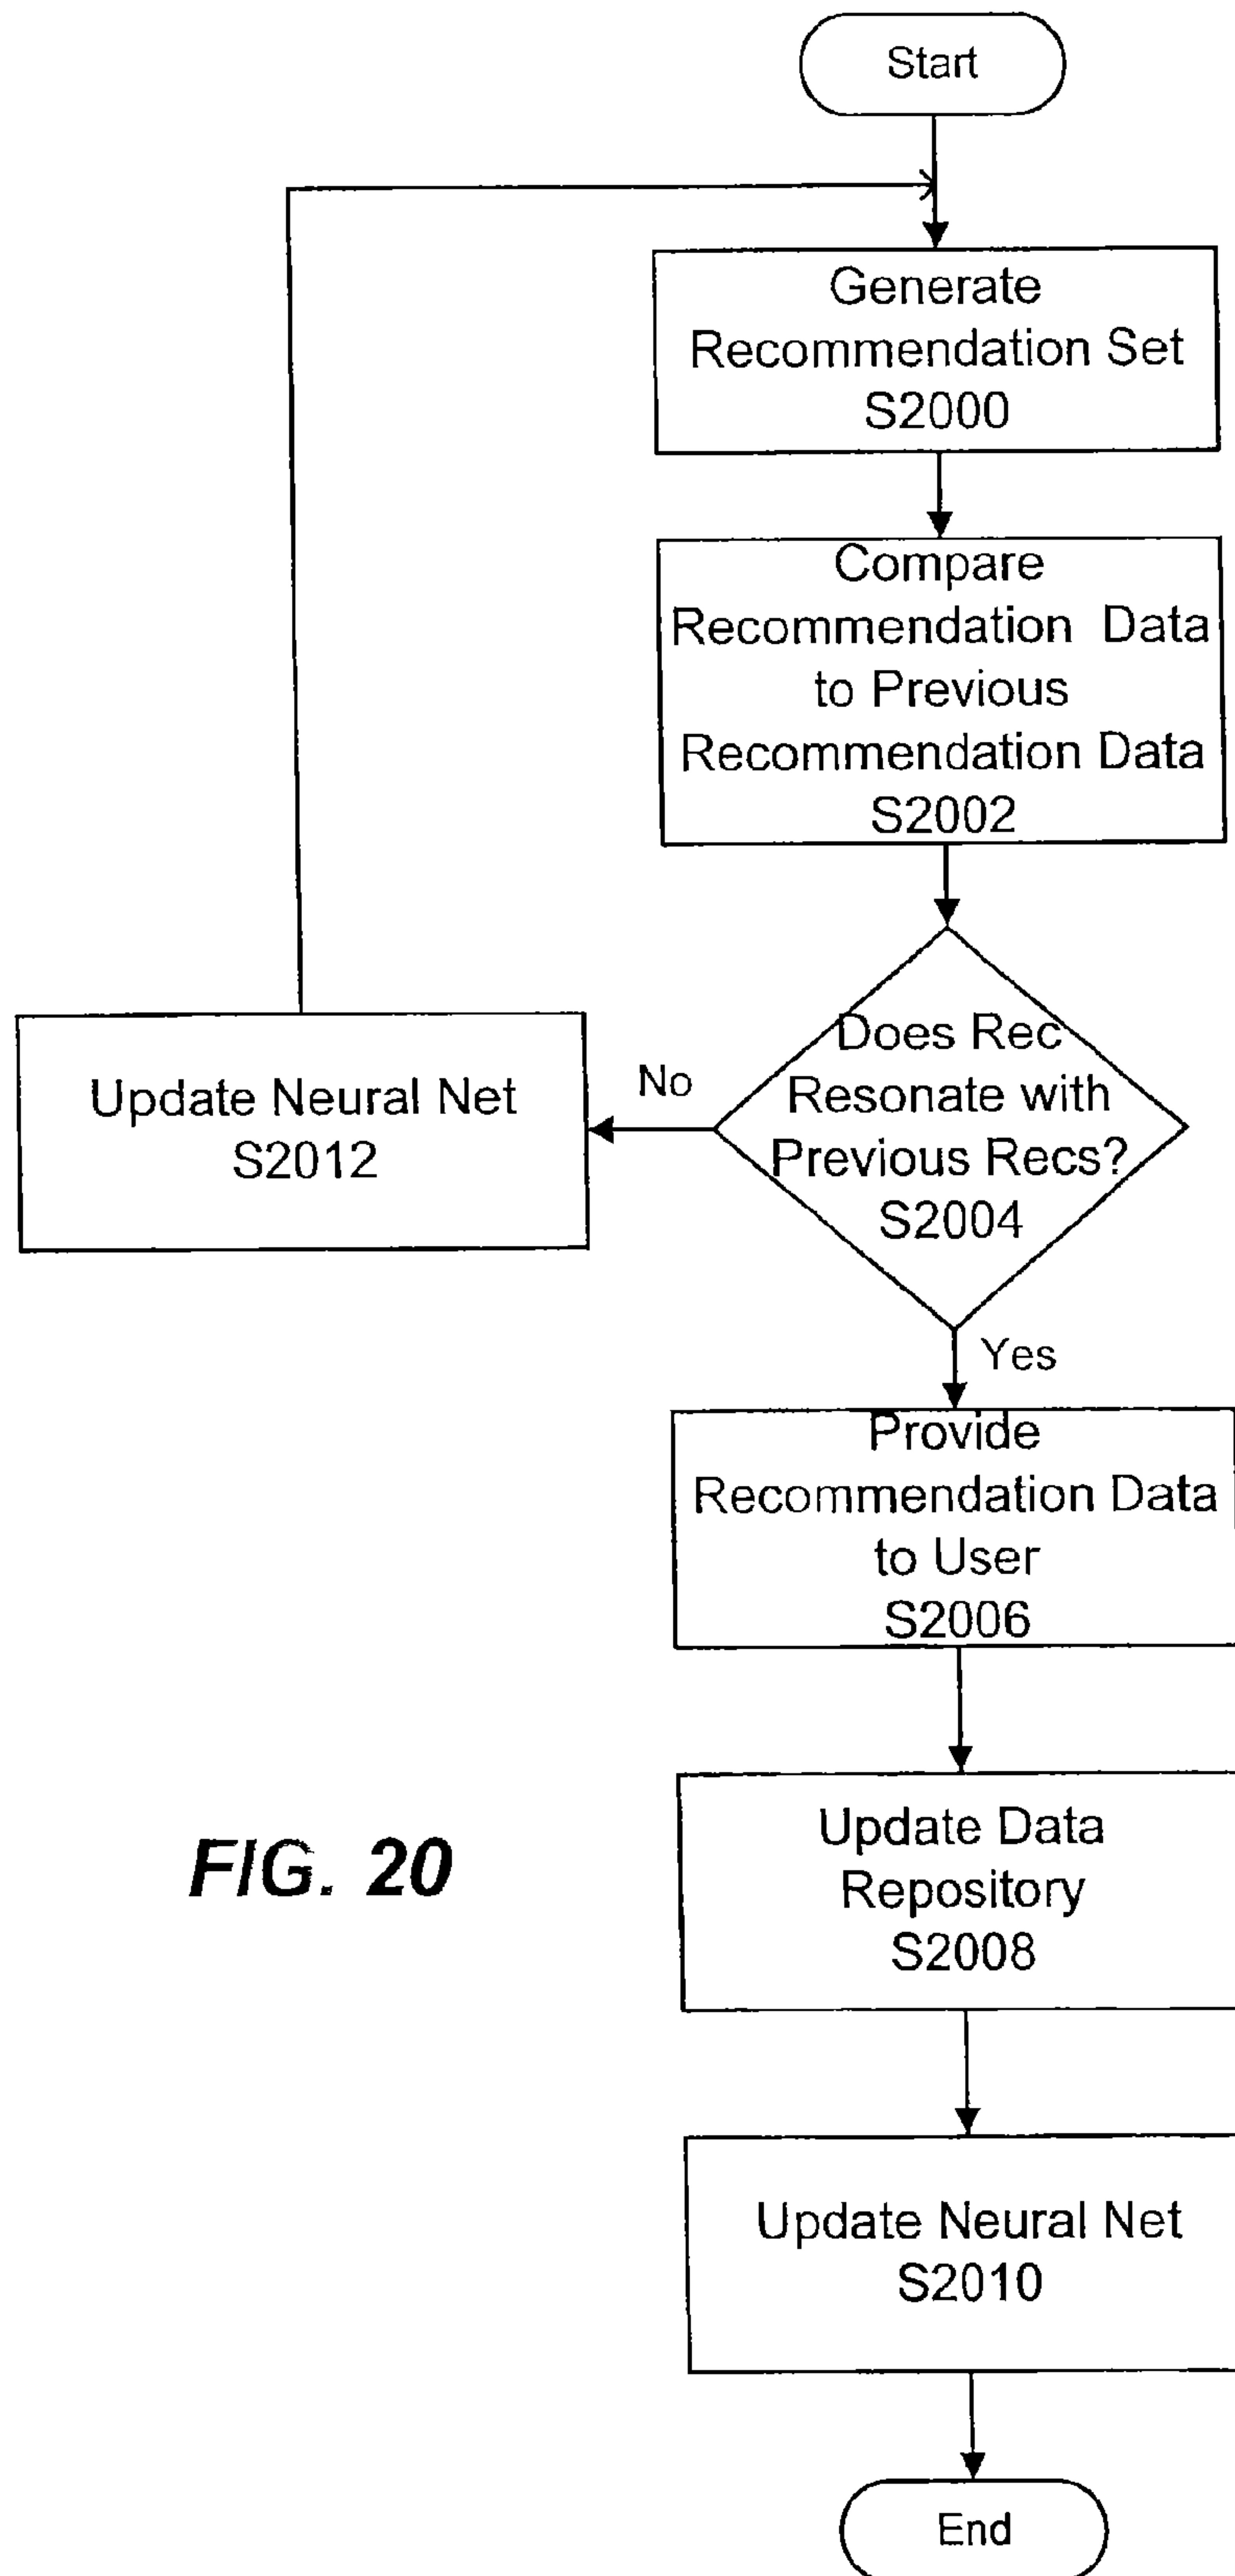 Start
Generate
Recommendation Set
S2000
Compare
Recommendation Data
to Previous
Recommendation Data
S2002
Does Rec
Resonate with
Previous Recs?
S2004
No
Update Neural Net
S2012
Yes
Provide
Recommendation Data
to User
S2006
Update Data
Repository
S2008
FIG. 20
Update Neural Net
S2010
End